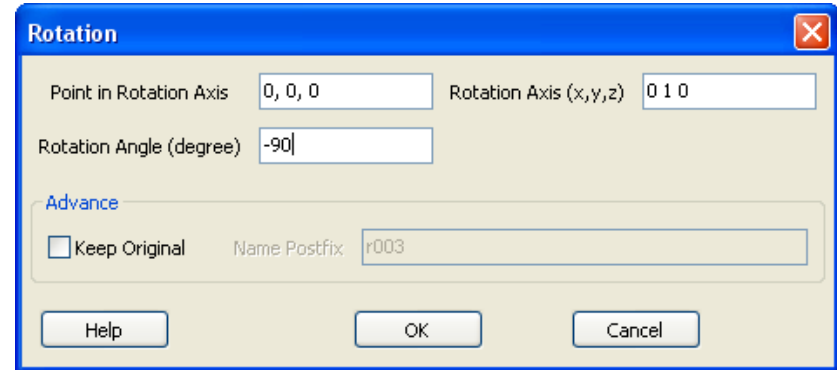 Rotation
Point in Rotation Axis 0, 0, 0 Rotation Axis (x,y,z) 0 1 0
Rotation Angle (degree) -90
Advance
Keep Original Name Postfix r003
Help OK Cancel